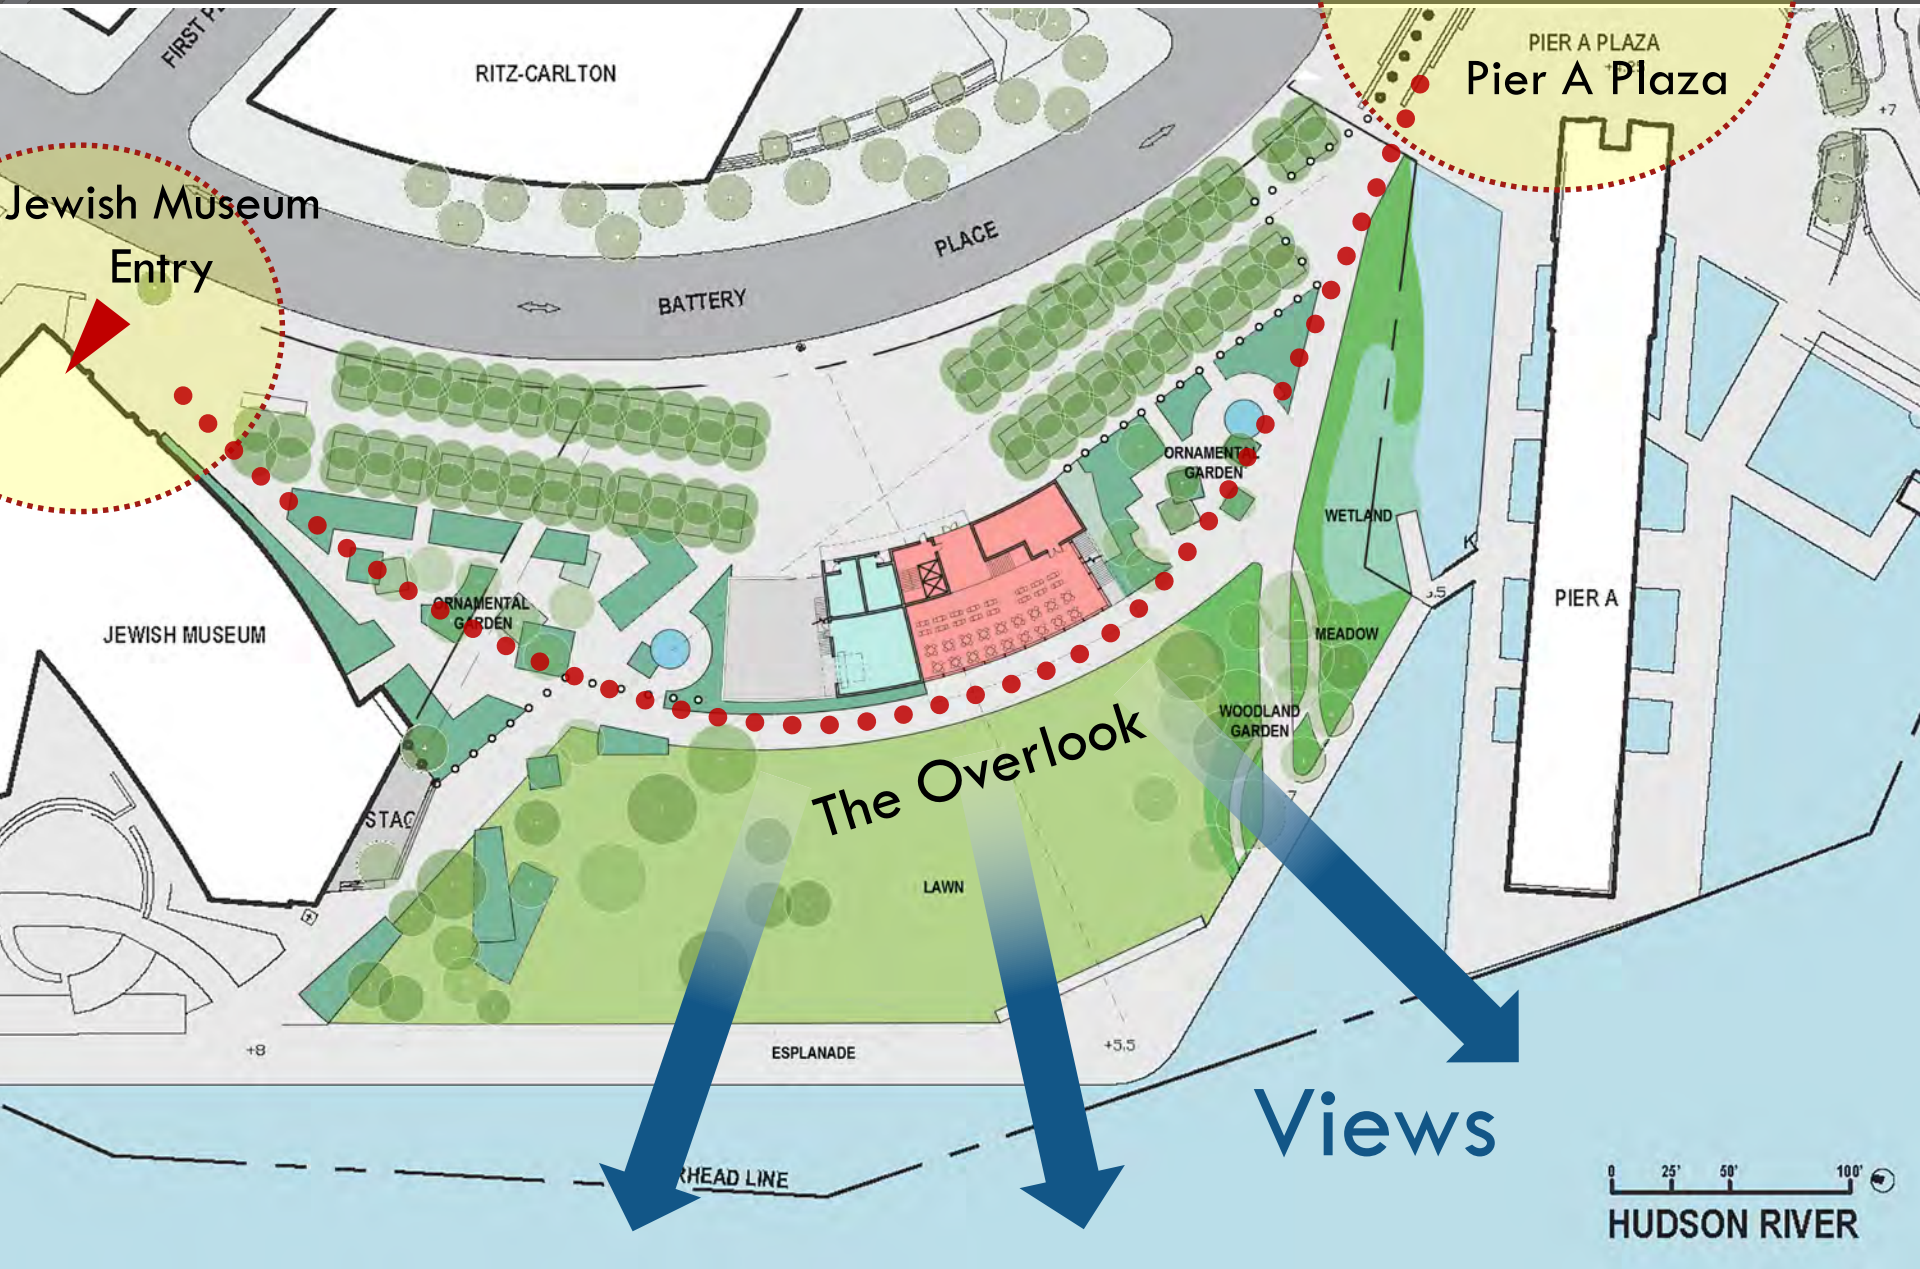 FIRST
RITZ-CARLTON
PIER A PLAZA
Pier A Plaza
+7
Jewish Museum
Entry
PLACE
BATTERY
ORNAMENTAL
GARDEN
WETLAND
ORNAMENTAL
GARDEN
JEWISH MUSEUM
PIER A
MEADOW
WOODLAND
GARDEN
The Overlook
LAWN
+8
ESPLANADE
+5.5
Views
LINE
0 25' 50' 100'
HUDSON RIVER